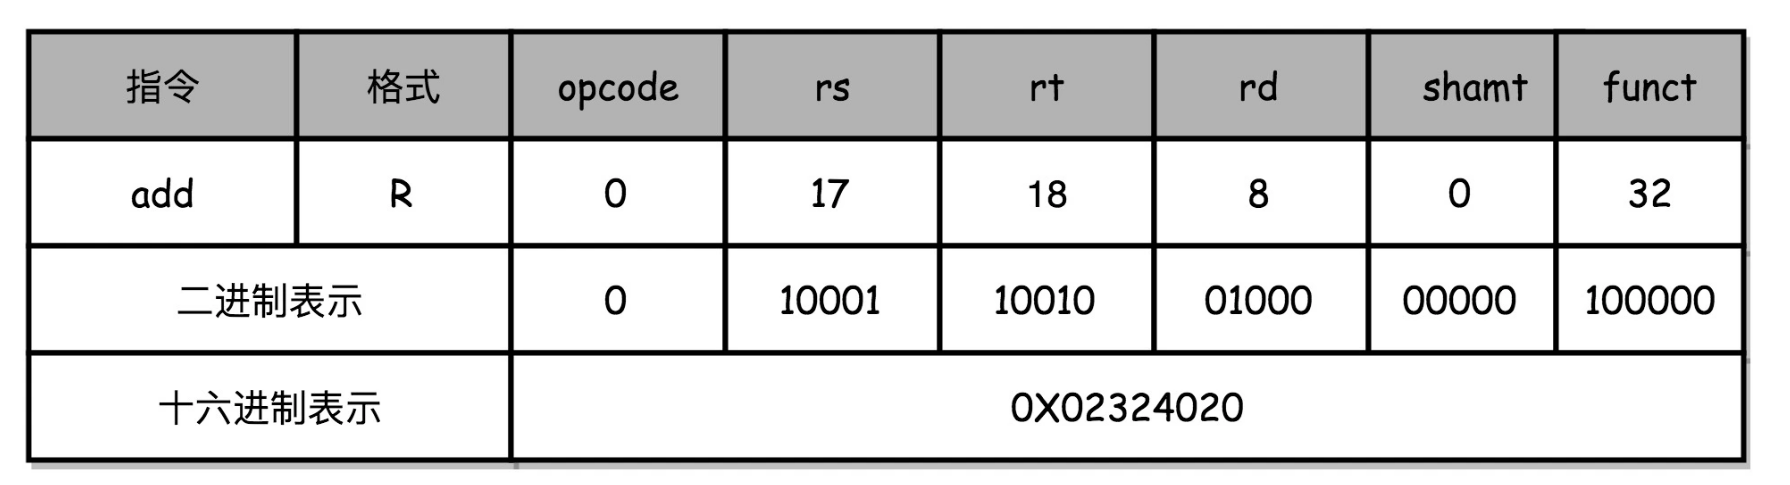 指令 格式 opcode rs rt rd shamt funct
add R 0 17 18 8 0 32
二进制表示 0 10001 10010 01000 00000 100000
十六进制表示 0X02324020